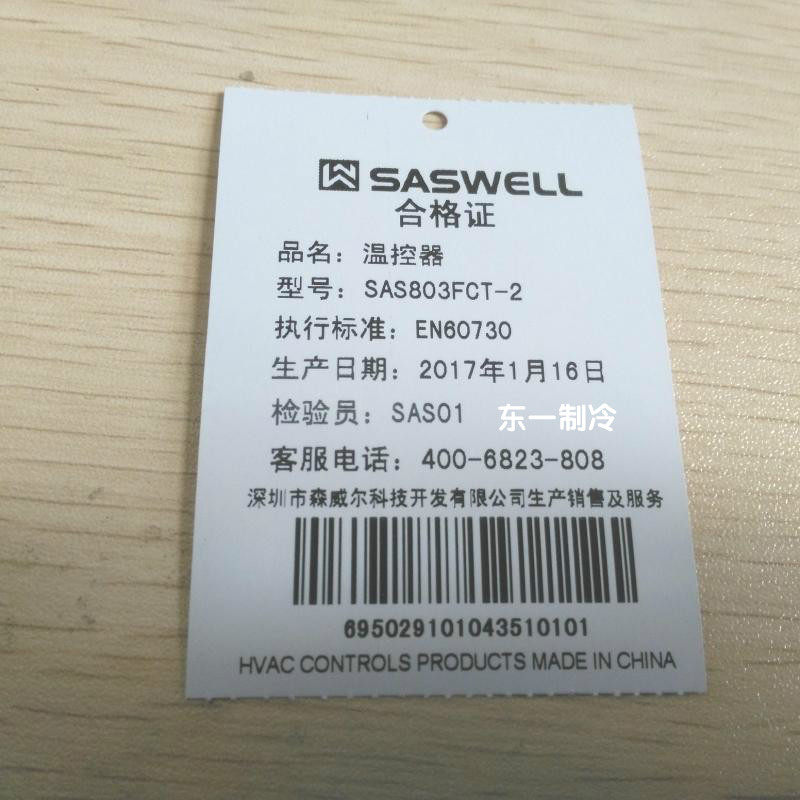 SASWELL
合格证
品名：温控器
型号：SAS803FCT-2
执行标准：EN60730
生产日期：2017年1月16日
检验员：SAS01 东一制冷
客服电话：400-6823-808
深圳市森威尔科技开发有限公司生产销售及服务
695029101043510101
HVAC CONTROLS PRODUCTS MADE IN CHINA